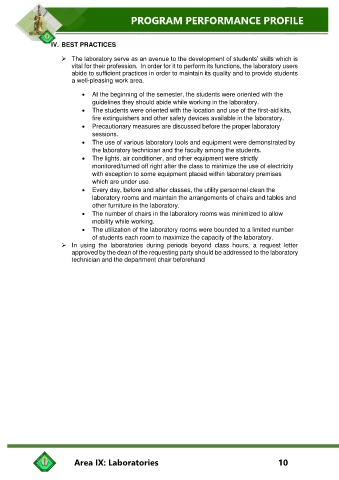 PROGRAM PERFORMANCE PROFILE
IV. BEST PRACTICES
➢ The laboratory serve as an avenue to the development of students' skills which is
vital for their profession. In order for it to perform its functions, the laboratory users
abide to sufficient practices in order to maintain its quality and to provide students
a well-pleasing work area.
• At the beginning of the semester, the students were oriented with the
guidelines they should abide while working in the laboratory.
• The students were oriented with the location and use of the first-aid kits,
fire extinguishers and other safety devices available in the laboratory.
• Precautionary measures are discussed before the proper laboratory
sessions.
• The use of various laboratory tools and equipment were demonstrated by
the laboratory technician and the faculty among the students.
• The lights, air conditioner, and other equipment were strictly
monitored/turned off right after the class to minimize the use of electricity
with exception to some equipment placed within laboratory premises
which are under use.
• Every day, before and after classes, the utility personnel clean the
laboratory rooms and maintain the arrangements of chairs and tables and
other furniture in the laboratory.
• The number of chairs in the laboratory rooms was minimized to allow
mobility while working.
• The utilization of the laboratory rooms were bounded to a limited number
of students each room to maximize the capacity of the laboratory.
➢ In using the laboratories during periods beyond class hours, a request letter
approved by the dean of the requesting party should be addressed to the laboratory
technician and the department chair beforehand
Area IX: Laboratories 10